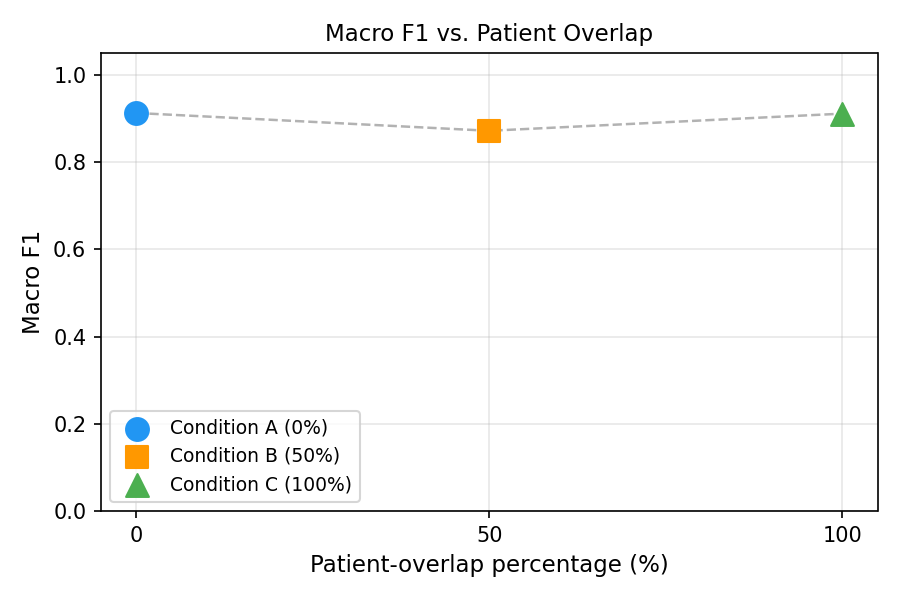 Macro F1 vs. Patient Overlap
Macro F1
1.0
0.8
0.6
0.4
0.2
0.0
Condition A (0%)
Condition B (50%)
Condition C (100%)
0
50
100
Patient-overlap percentage (%)